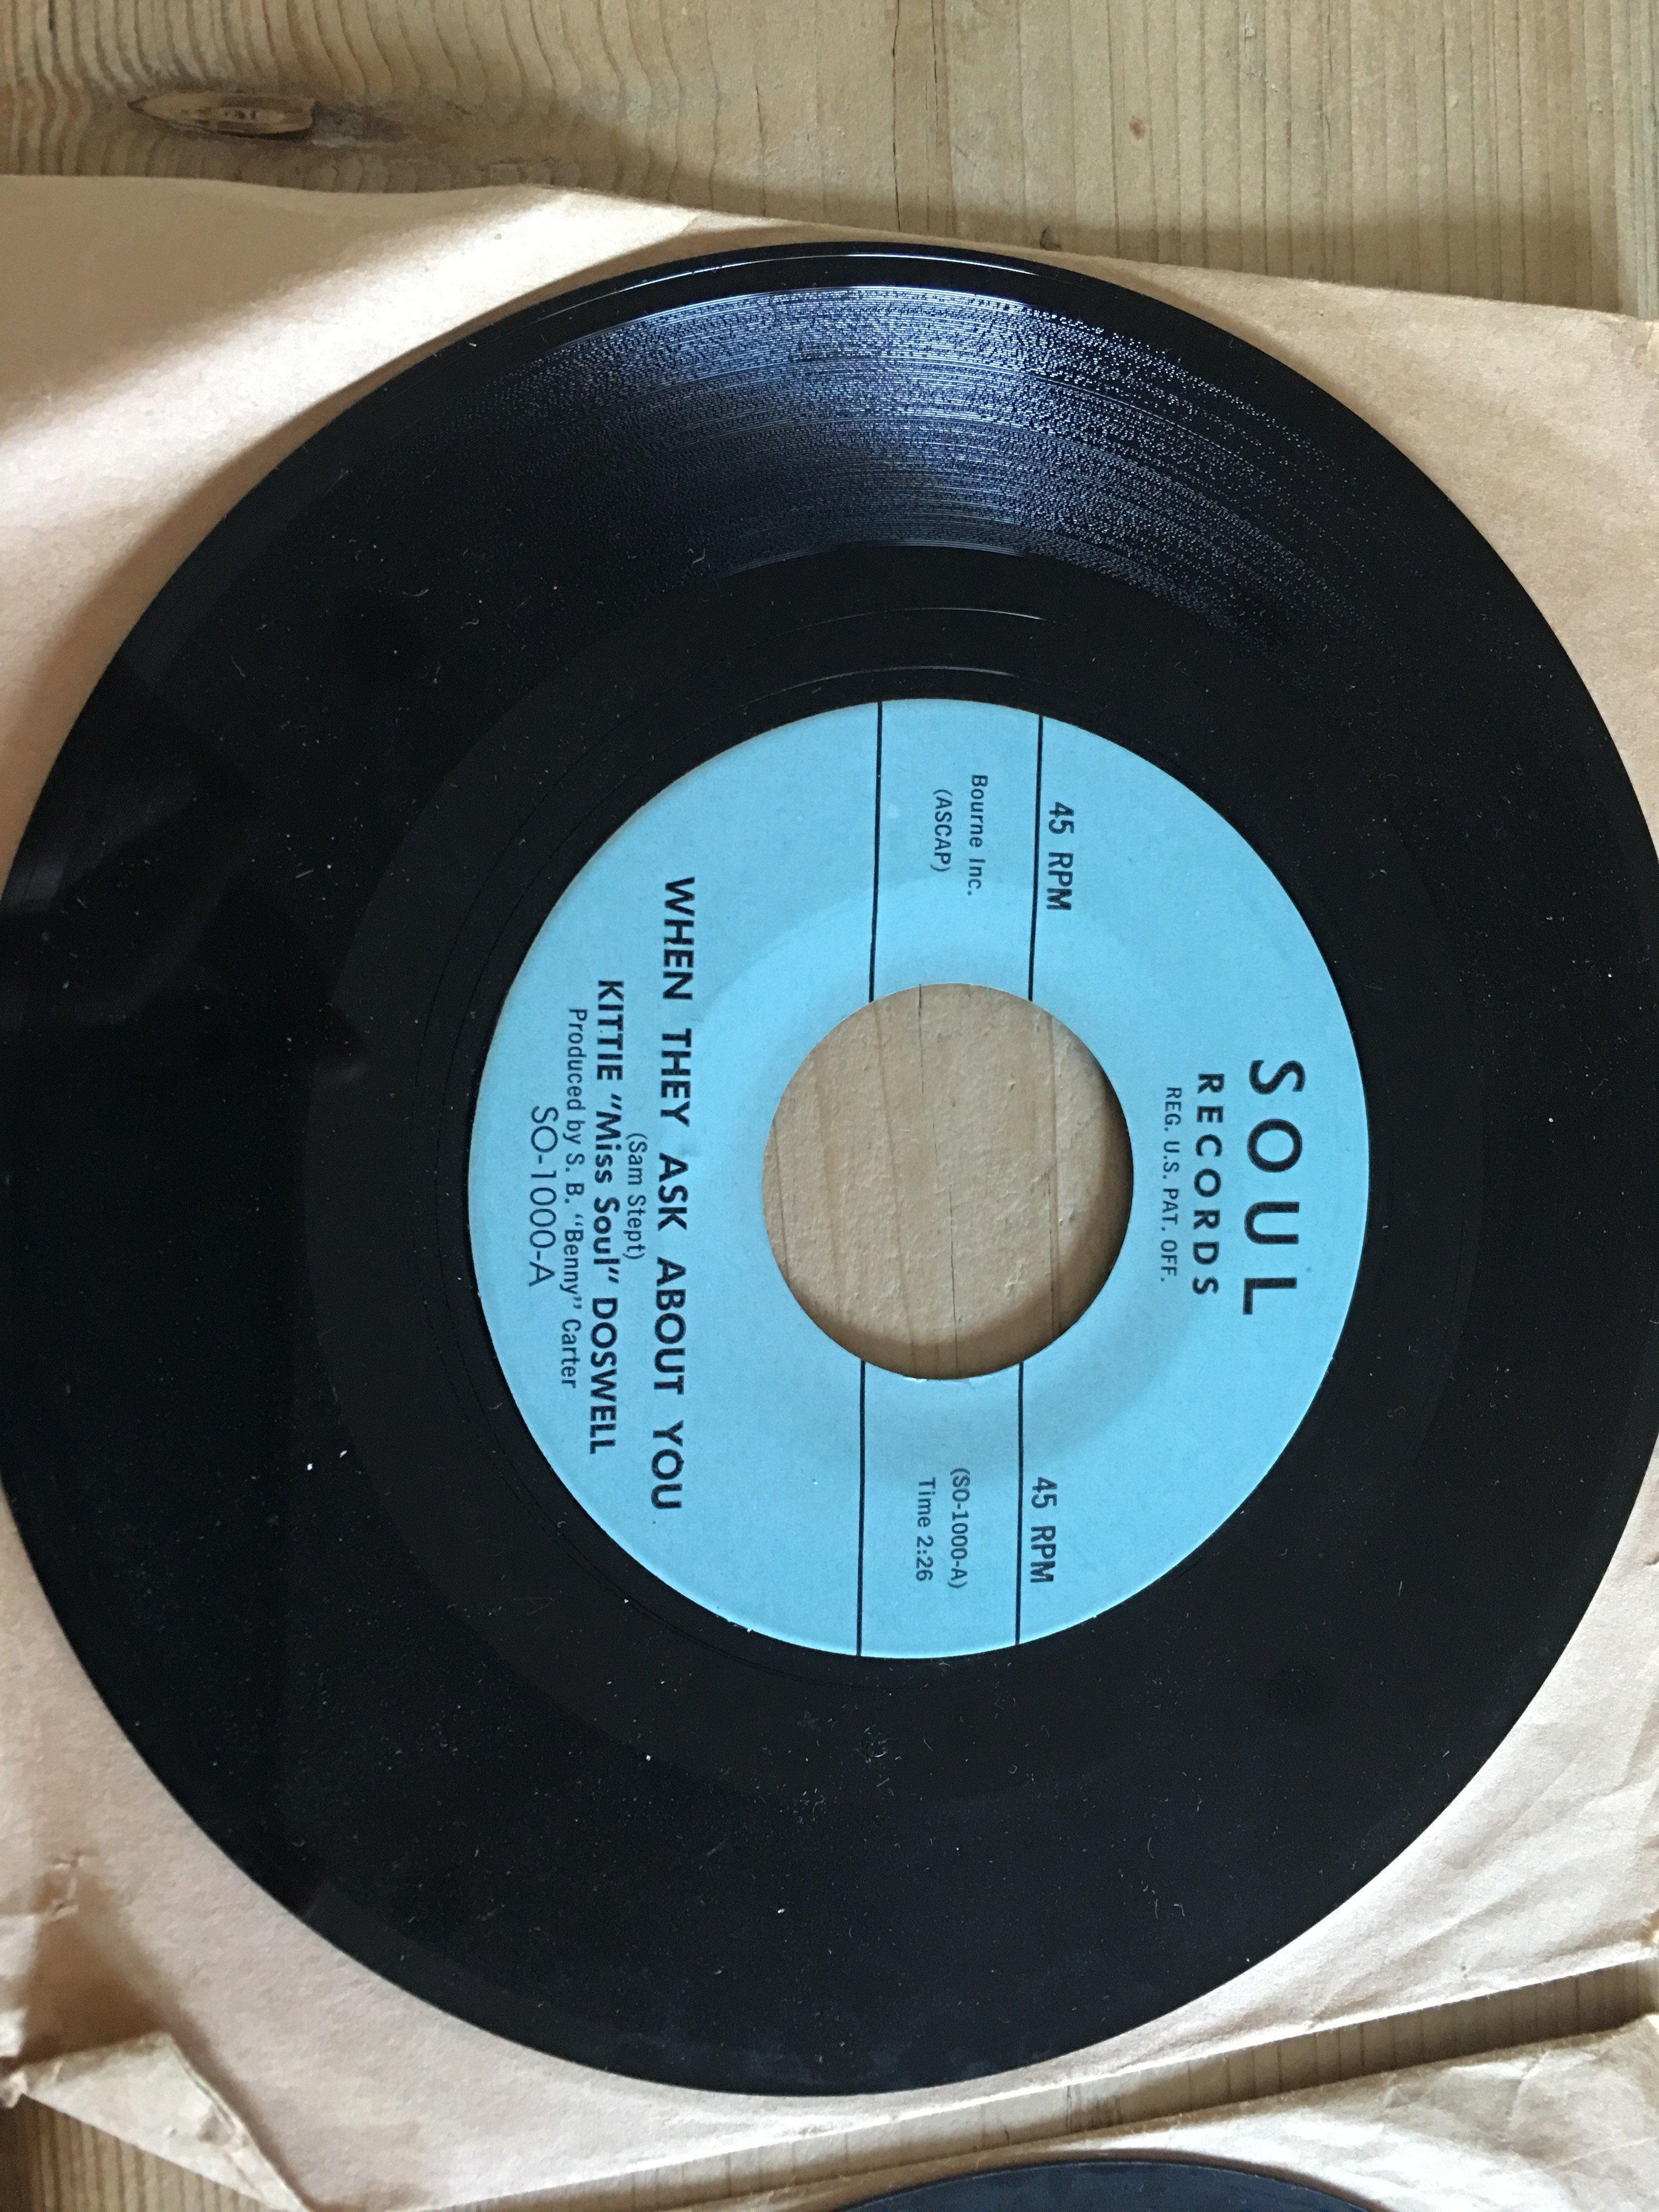 SOUL
RECORDS
REG. U.S. PAT. OFF.
45 RPM
45 RPM
Bourne Inc.
(ASCAP)
(SO-1000-A)
Time 2:26
WHEN THEY ASK ABOUT YOU
(Sam Stept)
KITTIE "Miss Soul" DOSWELL
Produced by S. B. "Benny" Carter
SO-1000-A